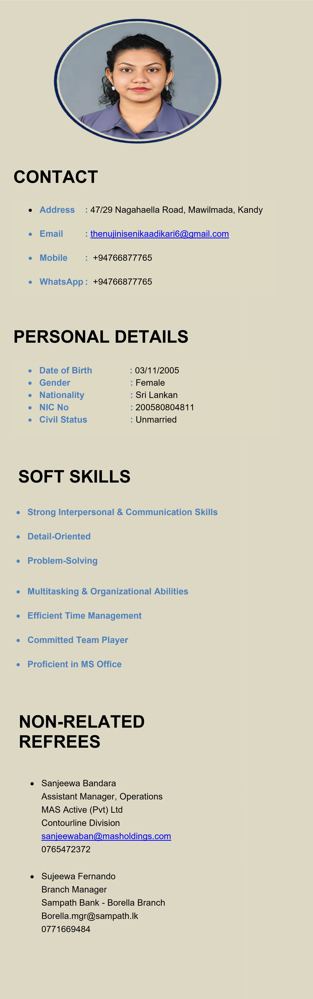 CONTACT
• Address : 47/29 Nagahaella Road, Mawilmada, Kandy
• Email : thenujinisenikaadikari6@gmail.com
• Mobile : +94766877765
• WhatsApp : +94766877765
PERSONAL DETAILS
• Date of Birth : 03/11/2005
• Gender : Female
• Nationality : Sri Lankan
• NIC No : 200580804811
• Civil Status : Unmarried
SOFT SKILLS
• Strong Interpersonal & Communication Skills
• Detail-Oriented
• Problem-Solving
• Multitasking & Organizational Abilities
• Efficient Time Management
• Committed Team Player
• Proficient in MS Office
NON-RELATED
REFREES
• Sanjeewa Bandara
Assistant Manager, Operations
MAS Active (Pvt) Ltd
Contourline Division
sanjeewaban@masholdings.com
0765472372
• Sujeewa Fernando
Branch Manager
Sampath Bank - Borella Branch
Borella.mgr@sampath.lk
0771669484